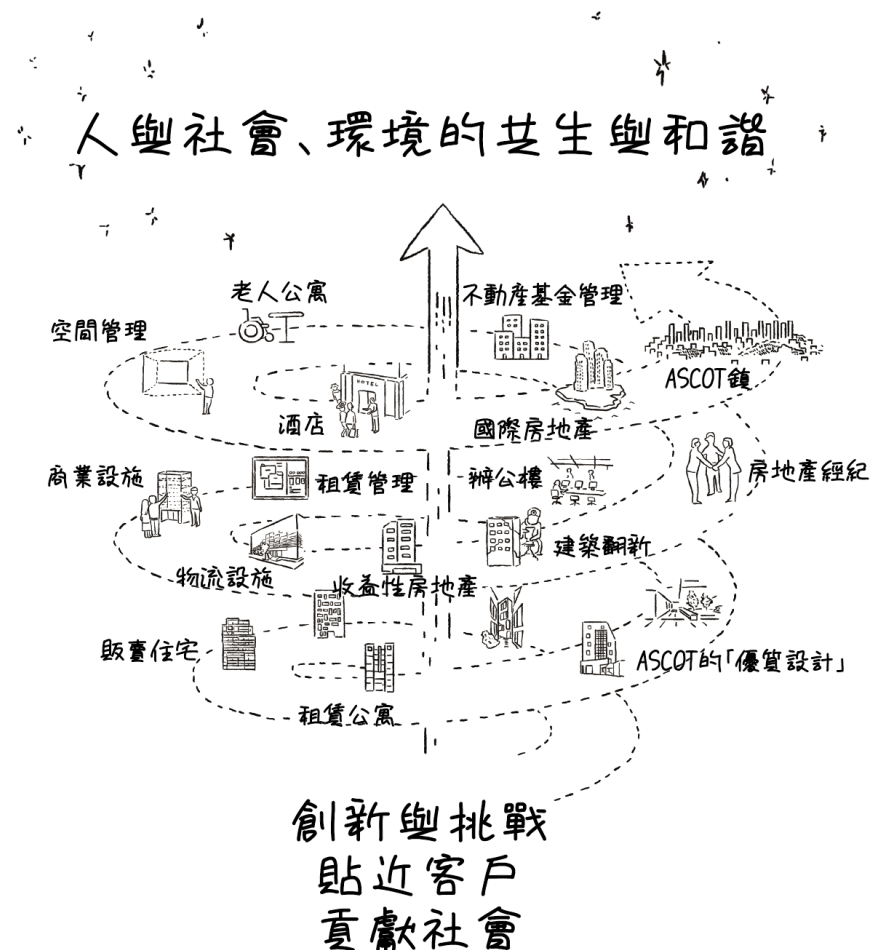 人與社會、環境的共生與和諧
老人公寓
不動產基金管理
空間管理
HOTEL
ASCOT鎮
酒店
國際房地產
商業設施
租賃管理
辦公樓
房地產經紀
建築翻新
物流設施
收益性房地產
販賣住宅
ASCOT的「優質設計」
租賃公寓
創新與挑戰
貼近客戶
貢獻社會